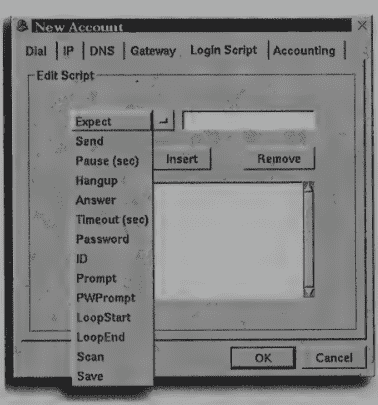 New Account
Dial IP DNS Gateway Login Script Accounting
Edit Script
Expect
Send
Pause (sec) Insert Remove
Hangup
Answer
Timeout (sec)
Password
ID
Prompt
PWPrompt
LoopStart
LoopEnd
OK Cancel
Scan
Save